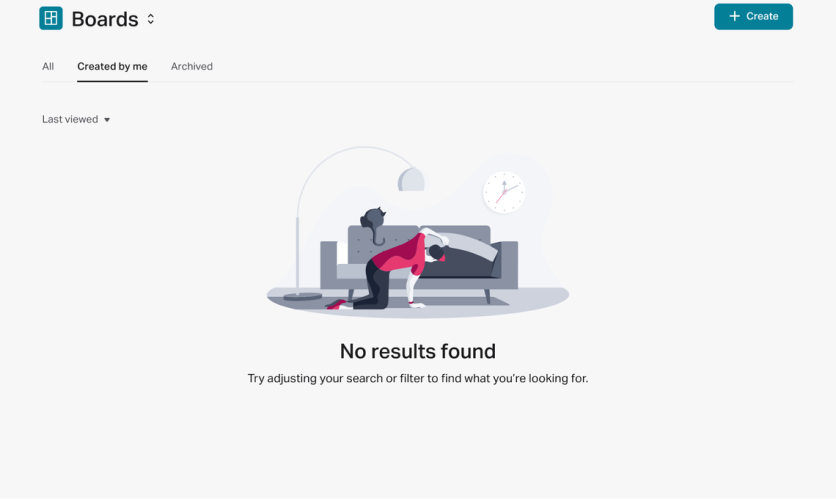 Boards
Create
All
Created by me
Archived
Last viewed
No results found
Try adjusting your search or filter to find what you're looking for.